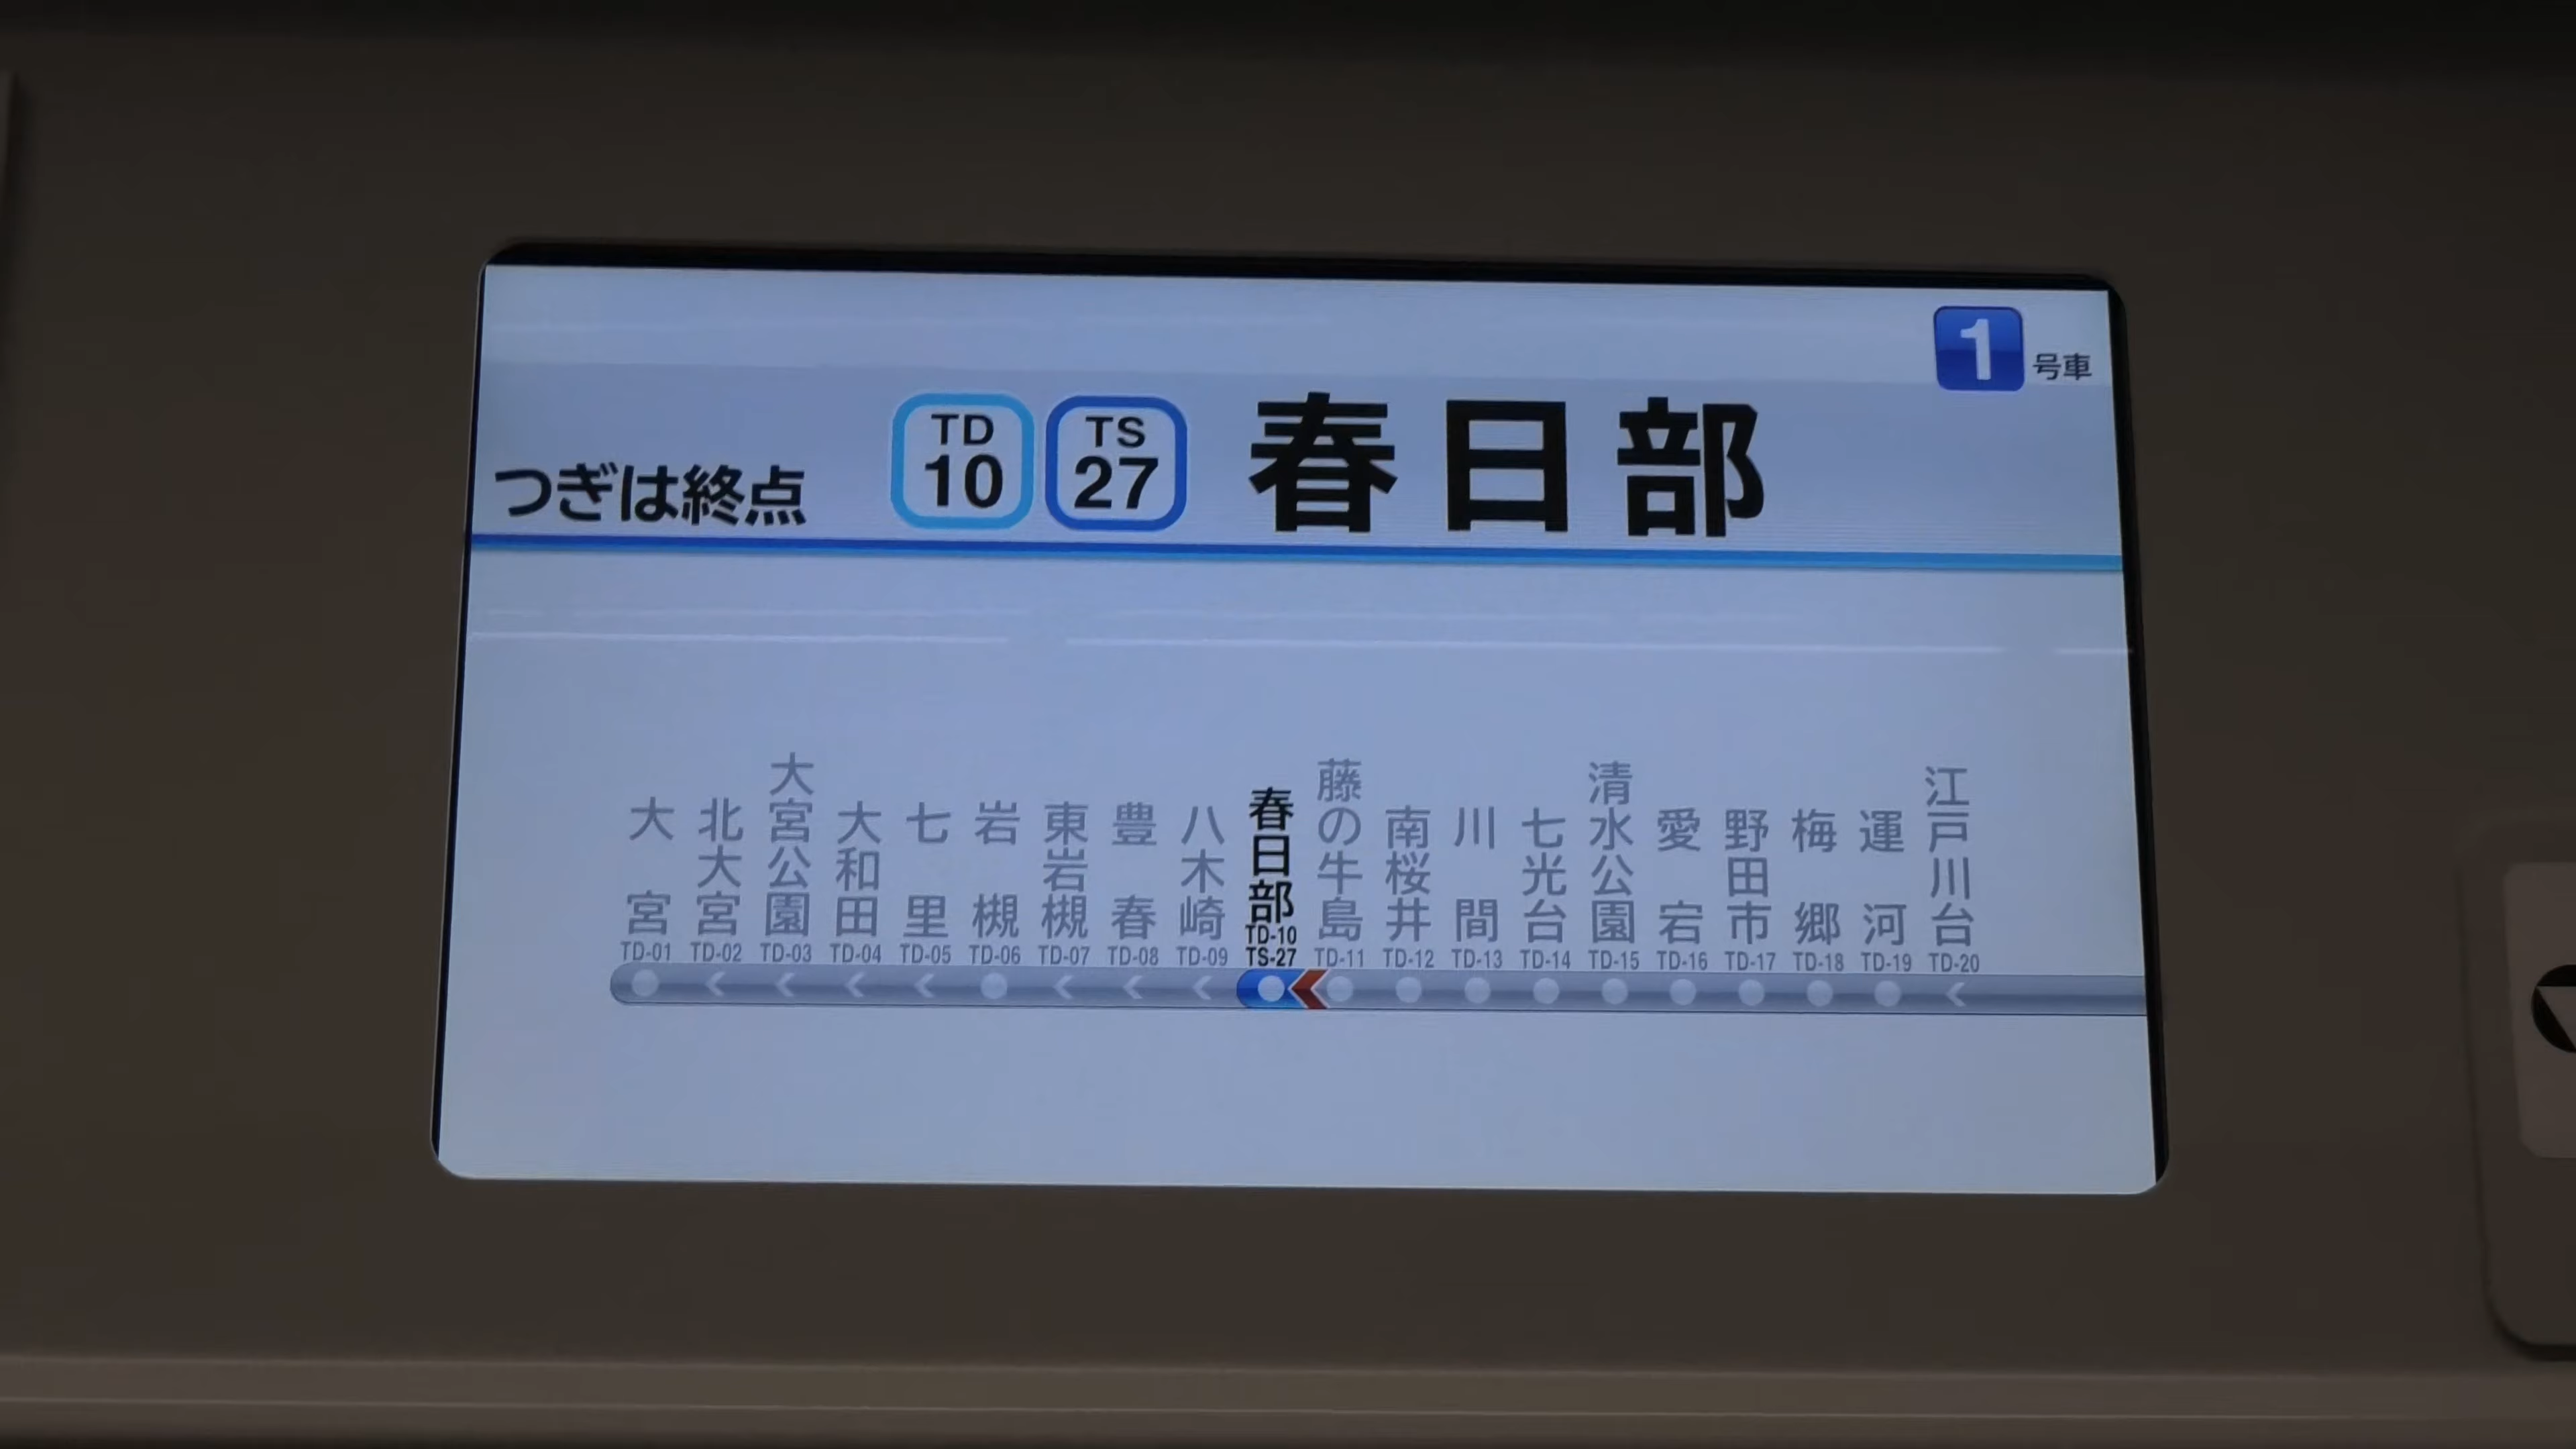 1号車
つぎは終点 TD 10 TS 27 春日部
大宮 TD-01
北大宮 TD-02
大宮公園 TD-03
大和田 TD-04
七里 TD-05
岩槻 TD-06
東岩槻 TD-07
豊春 TD-08
八木崎 TD-09
春日部 TD-10 TS-27
藤の牛島 TD-11
南桜井 TD-12
川間 TD-13
七光台 TD-14
清水公園 TD-15
愛宕 TD-16
野田市 TD-17
梅郷 TD-18
運河 TD-19
江戸川台 TD-20